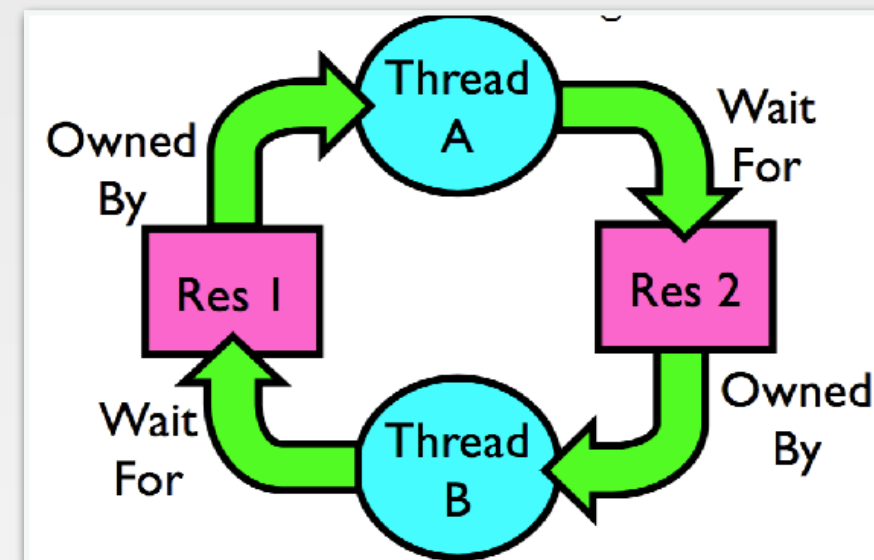 Thread
A
Wait
For
Owned
By
Res 1
Res 2
Wait
For
Owned
By
Thread
B